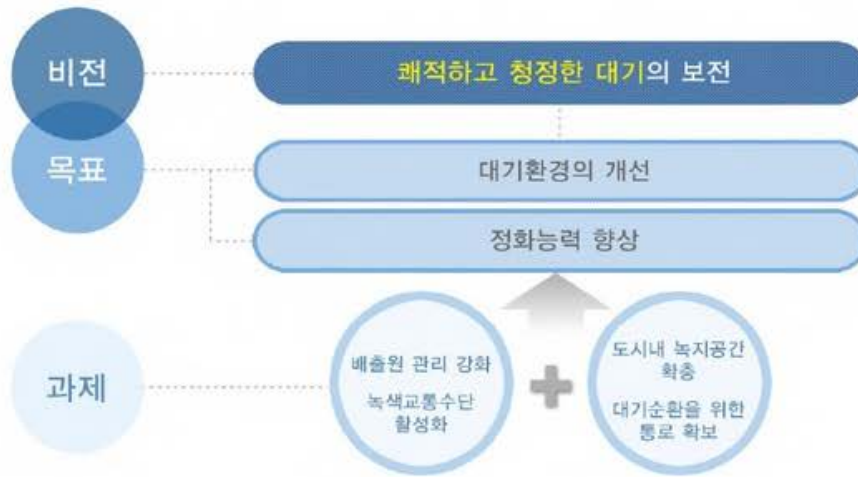 비전
쾌적하고 청정한 대기의 보전
목표
대기환경의 개선
정화능력 향상
과제
배출원 관리 강화
녹색교통수단
활성화
도시내 녹지공간
확충
대기순환을 위한
통로 확보